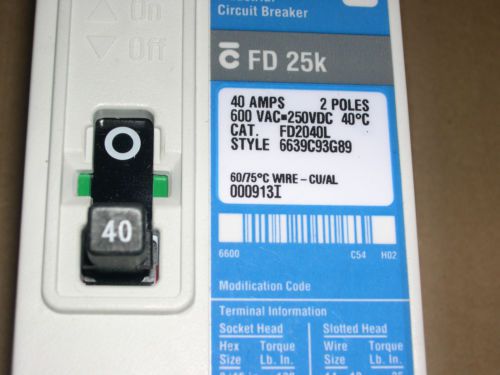 On
Off
O
40
Circuit Breaker
FD 25k
40 AMPS 2 POLES
600 VAC=250VDC 40°C
CAT. FD2040L
STYLE 6639C93G89
60/75°C WIRE-CU/AL
000913I
6600 C54 H02
Modification Code
Terminal Information
Socket Head Slotted Head
Hex Torque Wire Torque
Size Lb. In. Size Lb. In.